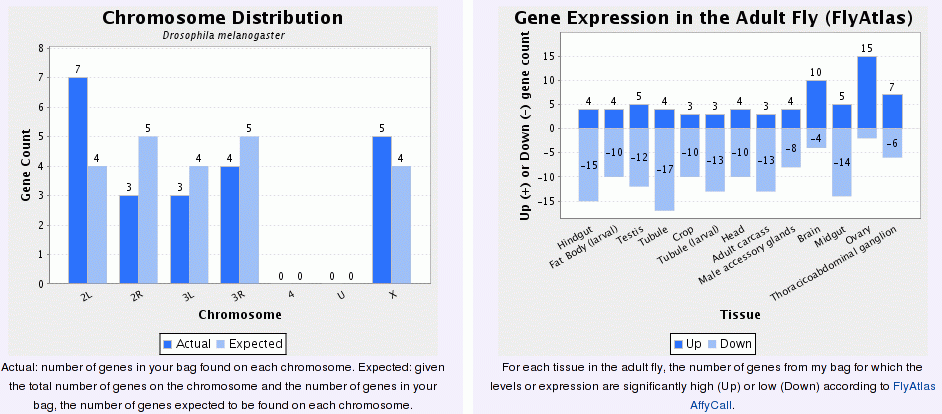 Chromosome Distribution
Drosophila melanogaster
Gene Count
8
7
6
5
4
3
2
1
0
7
4
3
5
3
4
4
5
0
0
0
0
5
4
2L
2R
3L
3R
4
U
X
Chromosome
Actual
Expected
Actual: number of genes in your bag found on each chromosome. Expected: given
the total number of genes on the chromosome and the number of genes in your
bag, the number of genes expected to be found on each chromosome.
Gene Expression in the Adult Fly (FlyAtlas)
Up (+) or Down (-) gene count
15
10
5
0
-5
-10
-15
4
4
5
4
3
3
4
3
4
10
5
15
7
-15
-10
-12
-17
-10
-13
-10
-13
-8
-4
-14
-6
Hindgut
Fat Body (larval)
Testis
Tubule
Crop
Tubule (larval)
Head
Adult carcass
Male accessory glands
Brain
Midgut
Ovary
Thoracicoabdominal ganglion
Tissue
Up
Down
For each tissue in the adult fly, the number of genes from my bag for which the
levels or expression are significantly high (Up) or low (Down) according to FlyAtlas
AffyCall.